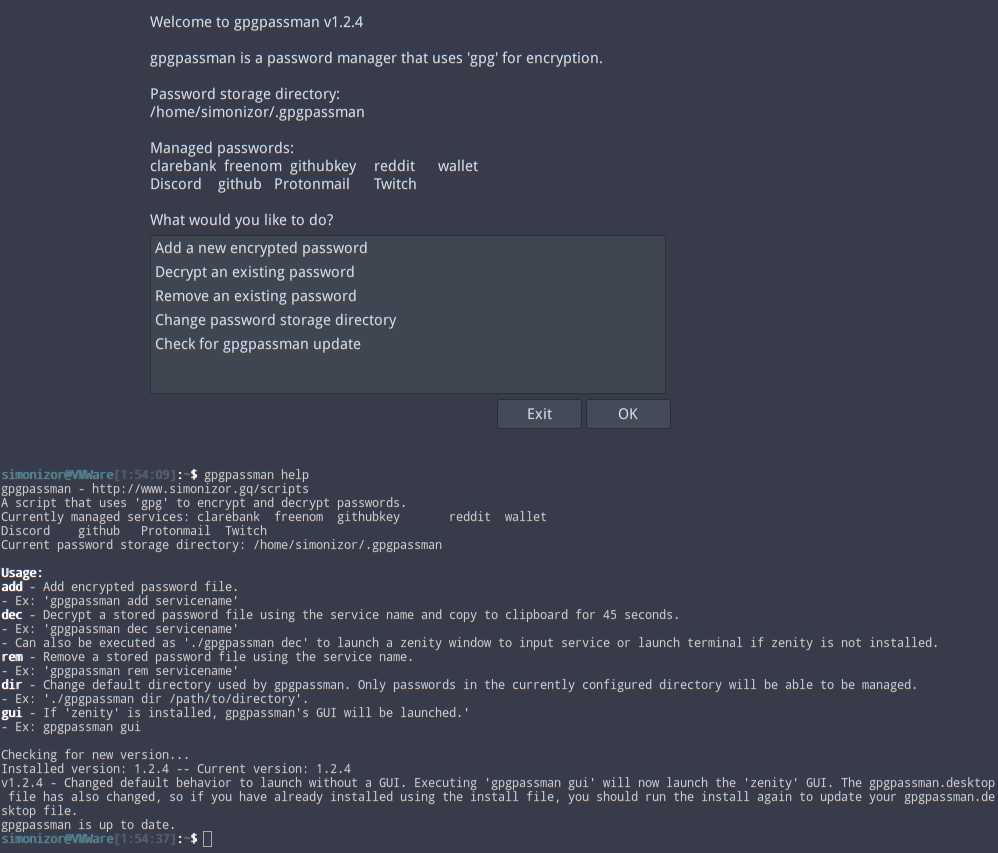 Welcome to gpgpassman v1.2.4
gpgpassman is a password manager that uses 'gpg' for encryption.
Password storage directory:
/home/simonizor/.gpgpassman
Managed passwords:
clarebank freenom githubkey reddit wallet
Discord github Protonmail Twitch
What would you like to do?
Add a new encrypted password
Decrypt an existing password
Remove an existing password
Change password storage directory
Check for gpgpassman update
Exit OK
simonizor@VMWare[1:54:09]:~$ gpgpassman help
gpgpassman - http://www.simonizor.gq/scripts
A script that uses 'gpg' to encrypt and decrypt passwords.
Currently managed services: clarebank freenom githubkey reddit wallet
Discord github Protonmail Twitch
Current password storage directory: /home/simonizor/.gpgpassman
Usage:
add - Add encrypted password file.
- Ex: 'gpgpassman add servicename'
dec - Decrypt a stored password file using the service name and copy to clipboard for 45 seconds.
- Ex: 'gpgpassman dec servicename'
- Can also be executed as './gpgpassman dec' to launch a zenity window to input service or launch terminal if zenity is not installed.
rem - Remove a stored password file using the service name.
- Ex: 'gpgpassman rem servicename'
dir - Change default directory used by gpgpassman. Only passwords in the currently configured directory will be able to be managed.
- Ex: './gpgpassman dir /path/to/directory'.
gui - If 'zenity' is installed, gpgpassman's GUI will be launched.'
- Ex: gpgpassman gui
Checking for new version...
Installed version: 1.2.4 -- Current version: 1.2.4
v1.2.4 - Changed default behavior to launch without a GUI. Executing 'gpgpassman gui' will now launch the 'zenity' GUI. The gpgpassman.desktop
file has also changed, so if you have already installed using the install file, you should run the install again to update your gpgpassman.de
sktop file.
gpgpassman is up to date.
simonizor@VMWare[1:54:37]:~$